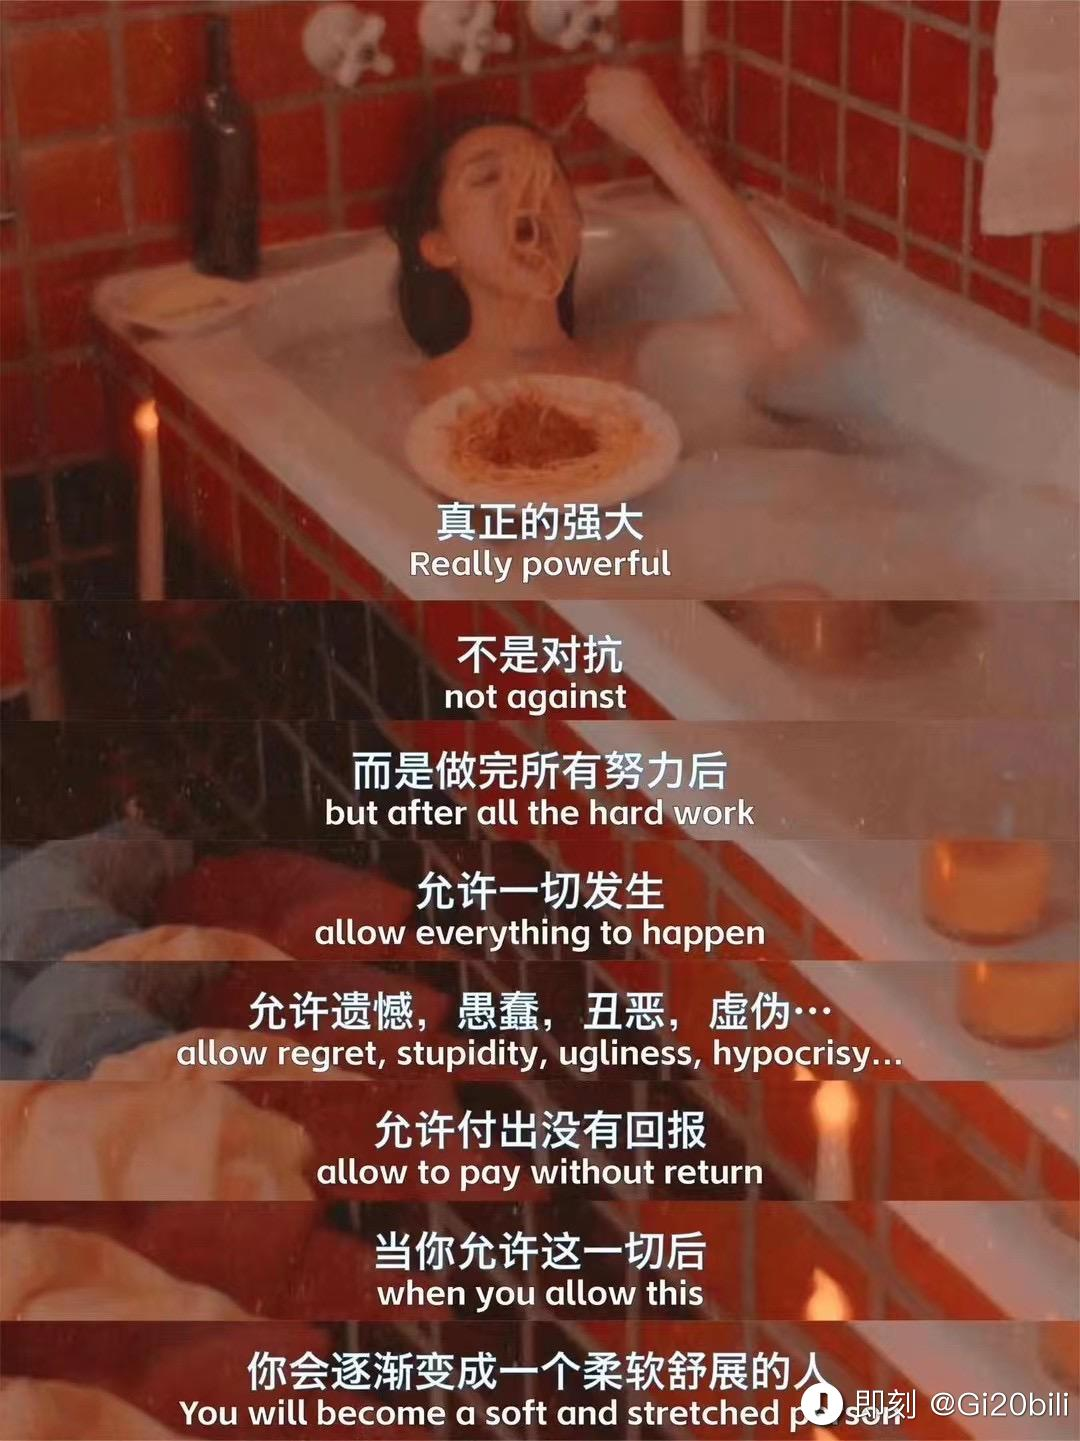 真正的强大
Really powerful
不是对抗
not against
而是做完所有努力后
but after all the hard work
允许一切发生
allow everything to happen
允许遗憾，愚蠢，丑恶，虚伪…
allow regret, stupidity, ugliness, hypocrisy...
允许付出没有回报
allow to pay without return
当你允许这一切后
when you allow this
你会逐渐变成一个柔软舒展的人
You will become a soft and stretched person
即刻 @Gi20bili